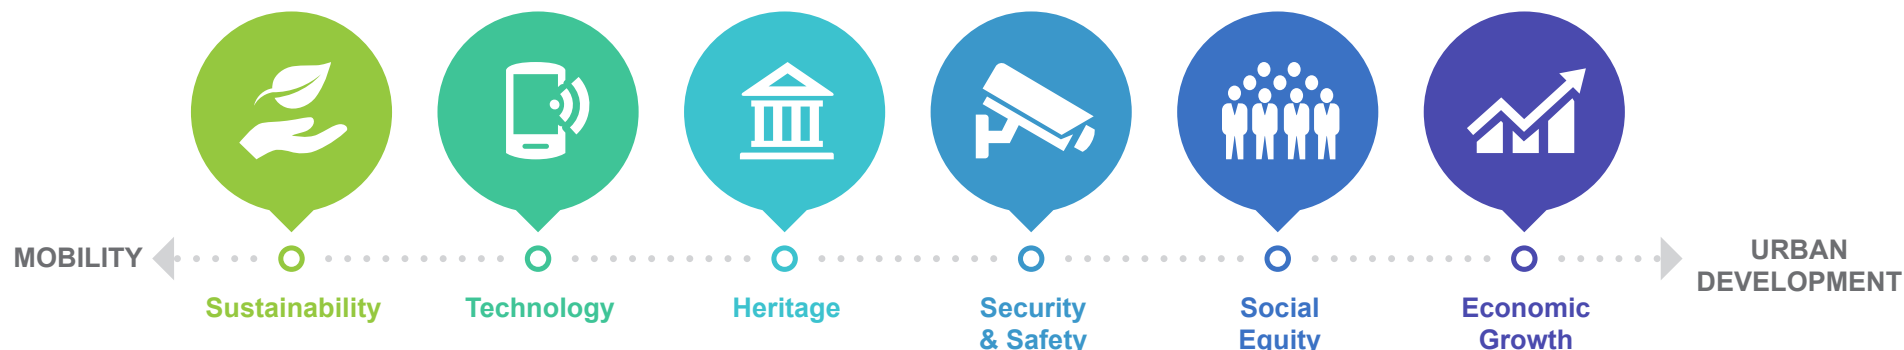 MOBILITY
URBAN
DEVELOPMENT
Sustainability
Technology
Heritage
Security
& Safety
Social
Equity
Economic
Growth